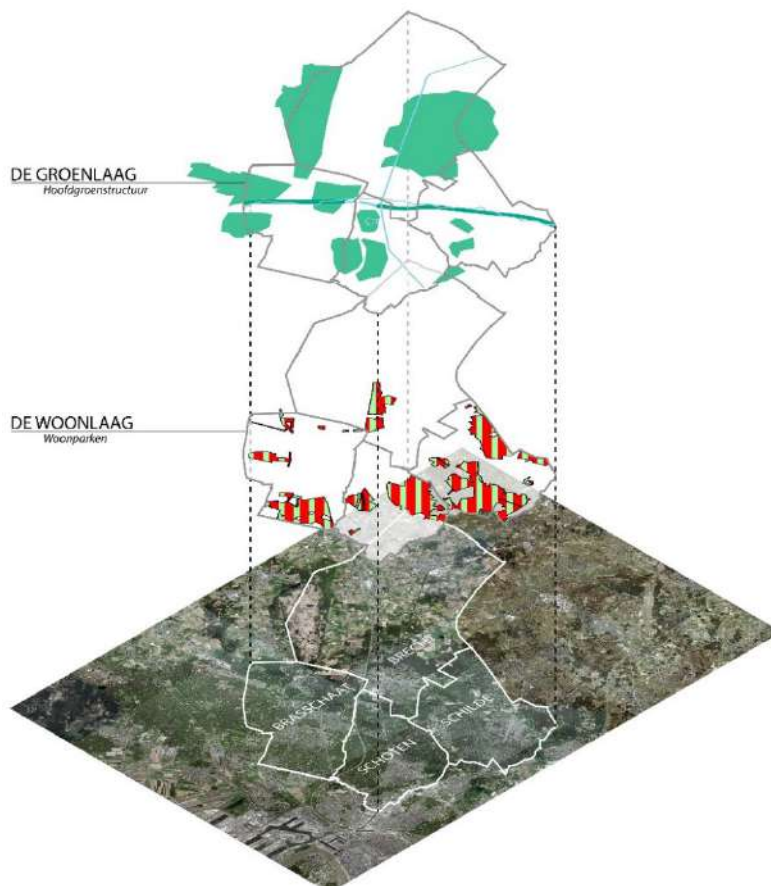 DE GROENLAAG
Hoofdgroenstructuur
DE WOONLAAG
Woonparken
BRECHT
BRASSCHAAT
SCHILDE
SCHOTEN